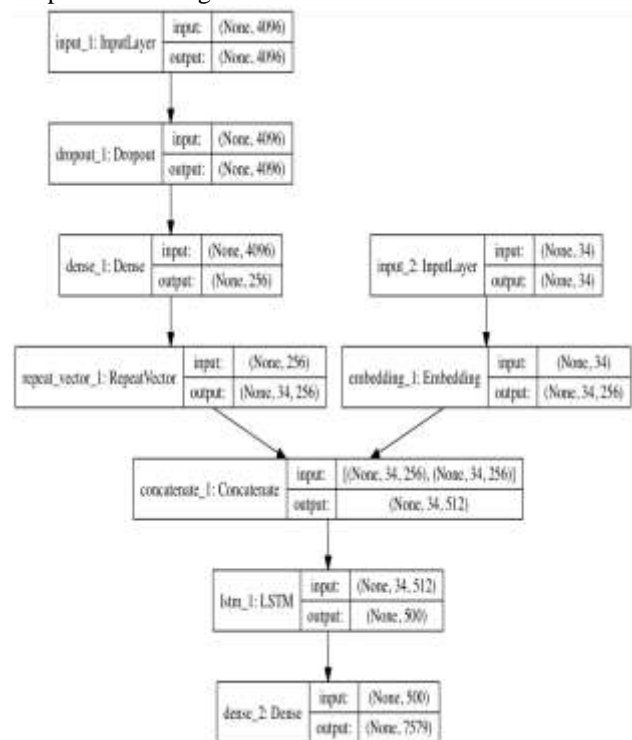 input_1: InputLayer
input: (None, 4096)
output: (None, 4096)
dropout_1: Dropout
input: (None, 4096)
output: (None, 4096)
dense_1: Dense
input: (None, 4096)
output: (None, 256)
input_2: InputLayer
input: (None, 34)
output: (None, 34)
repeat_vector_1: RepeatVector
input: (None, 256)
output: (None, 34, 256)
embedding_1: Embedding
input: (None, 34)
output: (None, 34, 256)
concatenate_1: Concatenate
input: [(None, 34, 256), (None, 34, 256)]
output: (None, 34, 512)
lstm_1: LSTM
input: (None, 34, 512)
output: (None, 500)
dense_2: Dense
input: (None, 500)
output: (None, 7579)